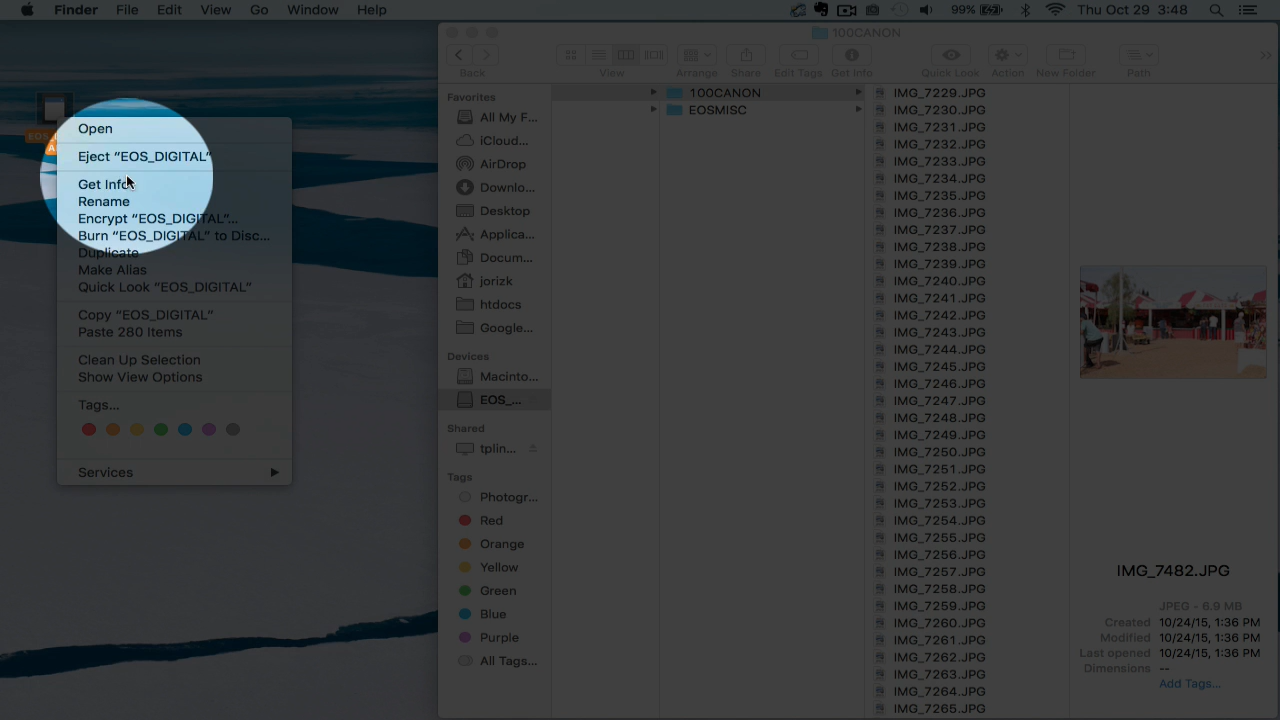 Finder File Edit View Go Window Help
99% Thu Oct 29 3:48
EOS_
A
Open
Eject “EOS_DIGITAL”
Get Info
Rename
Encrypt “EOS_DIGITAL”...
Burn “EOS_DIGITAL” to Disc...
Duplicate
Make Alias
Quick Look “EOS_DIGITAL”
Copy “EOS_DIGITAL”
Paste 280 Items
Clean Up Selection
Show View Options
Tags...
Services
100CANON
Back View Arrange Share Edit Tags Get Info Quick Look Action New Folder Path
Favorites
All My F...
iCloud...
AirDrop
Downlo...
Desktop
Applica...
Docum...
jorizk
htdocs
Google...
Devices
Macinto...
EOS_...
Shared
tplin...
Tags
Photogr...
Red
Orange
Yellow
Green
Blue
Purple
All Tags...
100CANON
EOSMISC
IMG_7229.JPG
IMG_7230.JPG
IMG_7231.JPG
IMG_7232.JPG
IMG_7233.JPG
IMG_7234.JPG
IMG_7235.JPG
IMG_7236.JPG
IMG_7237.JPG
IMG_7238.JPG
IMG_7239.JPG
IMG_7240.JPG
IMG_7241.JPG
IMG_7242.JPG
IMG_7243.JPG
IMG_7244.JPG
IMG_7245.JPG
IMG_7246.JPG
IMG_7247.JPG
IMG_7248.JPG
IMG_7249.JPG
IMG_7250.JPG
IMG_7251.JPG
IMG_7252.JPG
IMG_7253.JPG
IMG_7254.JPG
IMG_7255.JPG
IMG_7256.JPG
IMG_7257.JPG
IMG_7258.JPG
IMG_7259.JPG
IMG_7260.JPG
IMG_7261.JPG
IMG_7262.JPG
IMG_7263.JPG
IMG_7264.JPG
IMG_7265.JPG
IMG_7482.JPG
JPEG - 6.9 MB
Created 10/24/15, 1:36 PM
Modified 10/24/15, 1:36 PM
Last opened 10/24/15, 1:36 PM
Dimensions --
Add Tags...